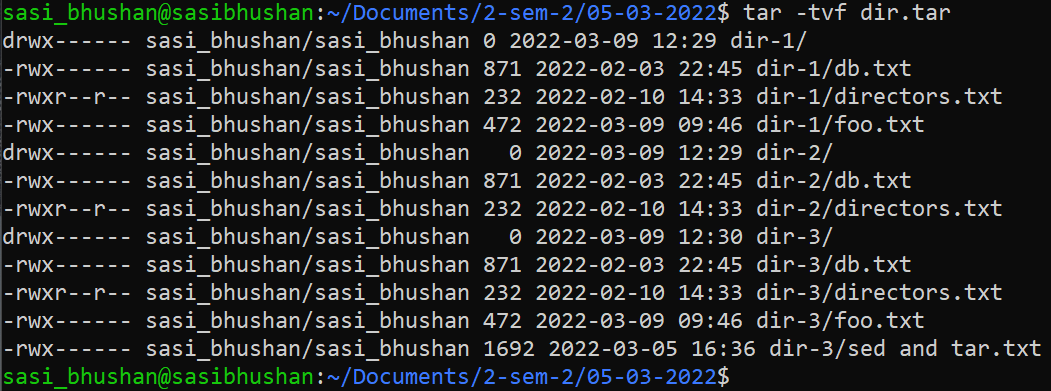 sasi_bhushan@sasibhushan:~/Documents/2-sem-2/05-03-2022$ tar -tvf dir.tar
drwx------ sasi_bhushan/sasi_bhushan 0 2022-03-09 12:29 dir-1/
-rwx------ sasi_bhushan/sasi_bhushan 871 2022-02-03 22:45 dir-1/db.txt
-rwxr--r-- sasi_bhushan/sasi_bhushan 232 2022-02-10 14:33 dir-1/directors.txt
-rwx------ sasi_bhushan/sasi_bhushan 472 2022-03-09 09:46 dir-1/foo.txt
drwx------ sasi_bhushan/sasi_bhushan   0 2022-03-09 12:29 dir-2/
-rwx------ sasi_bhushan/sasi_bhushan 871 2022-02-03 22:45 dir-2/db.txt
-rwxr--r-- sasi_bhushan/sasi_bhushan 232 2022-02-10 14:33 dir-2/directors.txt
drwx------ sasi_bhushan/sasi_bhushan   0 2022-03-09 12:30 dir-3/
-rwx------ sasi_bhushan/sasi_bhushan 871 2022-02-03 22:45 dir-3/db.txt
-rwxr--r-- sasi_bhushan/sasi_bhushan 232 2022-02-10 14:33 dir-3/directors.txt
-rwx------ sasi_bhushan/sasi_bhushan 472 2022-03-09 09:46 dir-3/foo.txt
-rwx------ sasi_bhushan/sasi_bhushan 1692 2022-03-05 16:36 dir-3/sed and tar.txt
sasi_bhushan@sasibhushan:~/Documents/2-sem-2/05-03-2022$